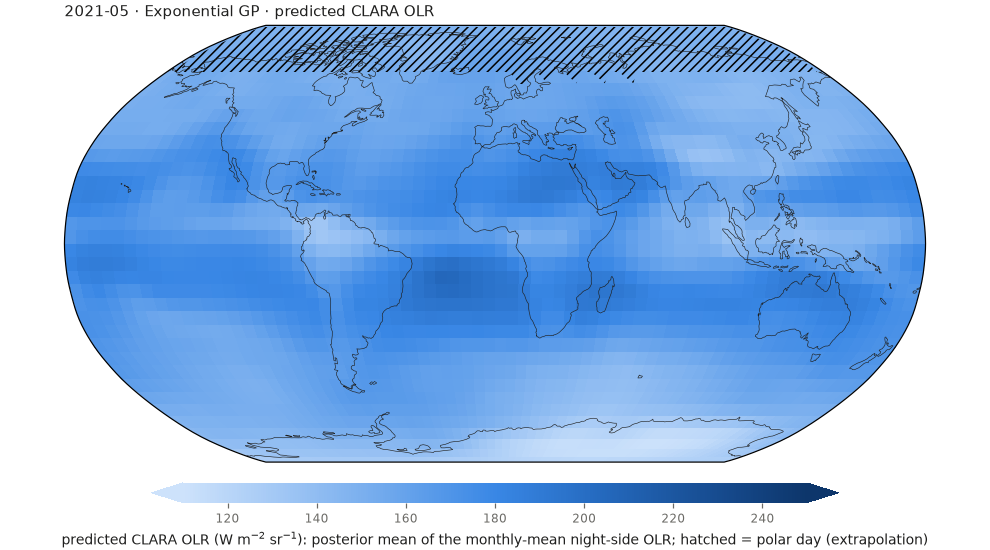 2021-05 · Exponential GP · predicted CLARA OLR
120 140 160 180 200 220 240
predicted CLARA OLR (W m⁻² sr⁻¹): posterior mean of the monthly-mean night-side OLR; hatched = polar day (extrapolation)